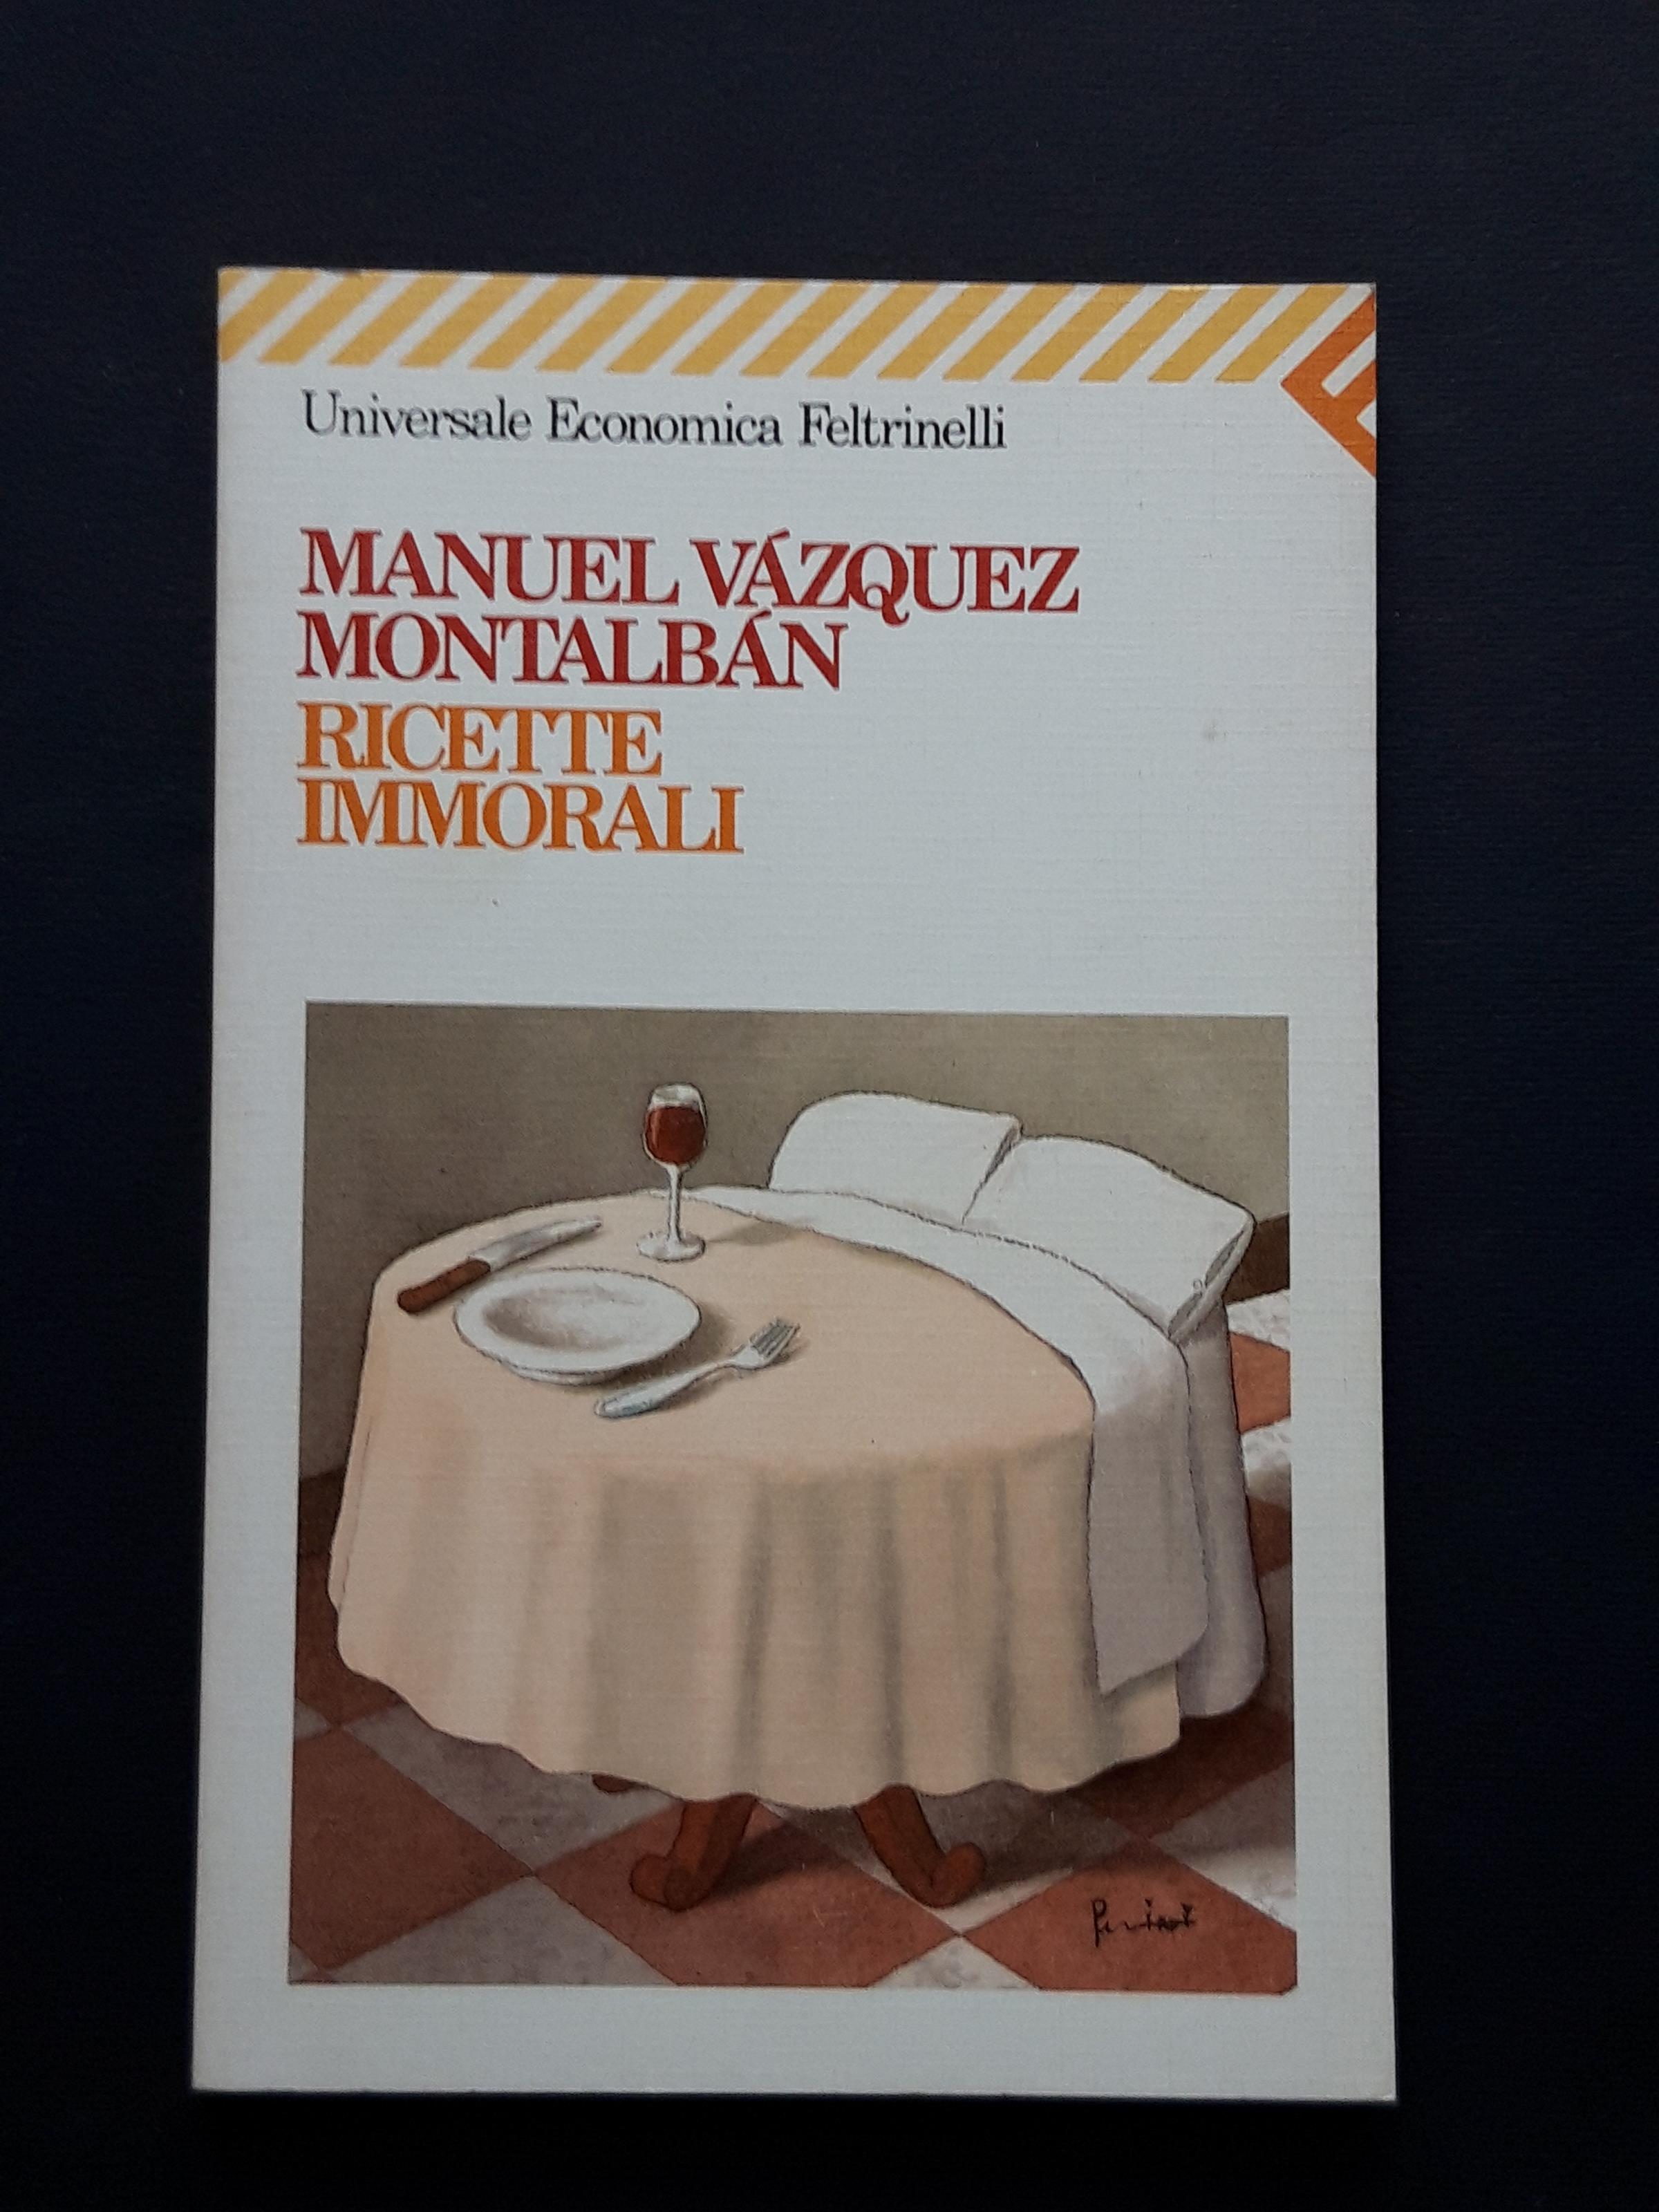 Universale Economica Feltrinelli
MANUEL VÁZQUEZ
MONTALBÁN
RICETTE
IMMORALI